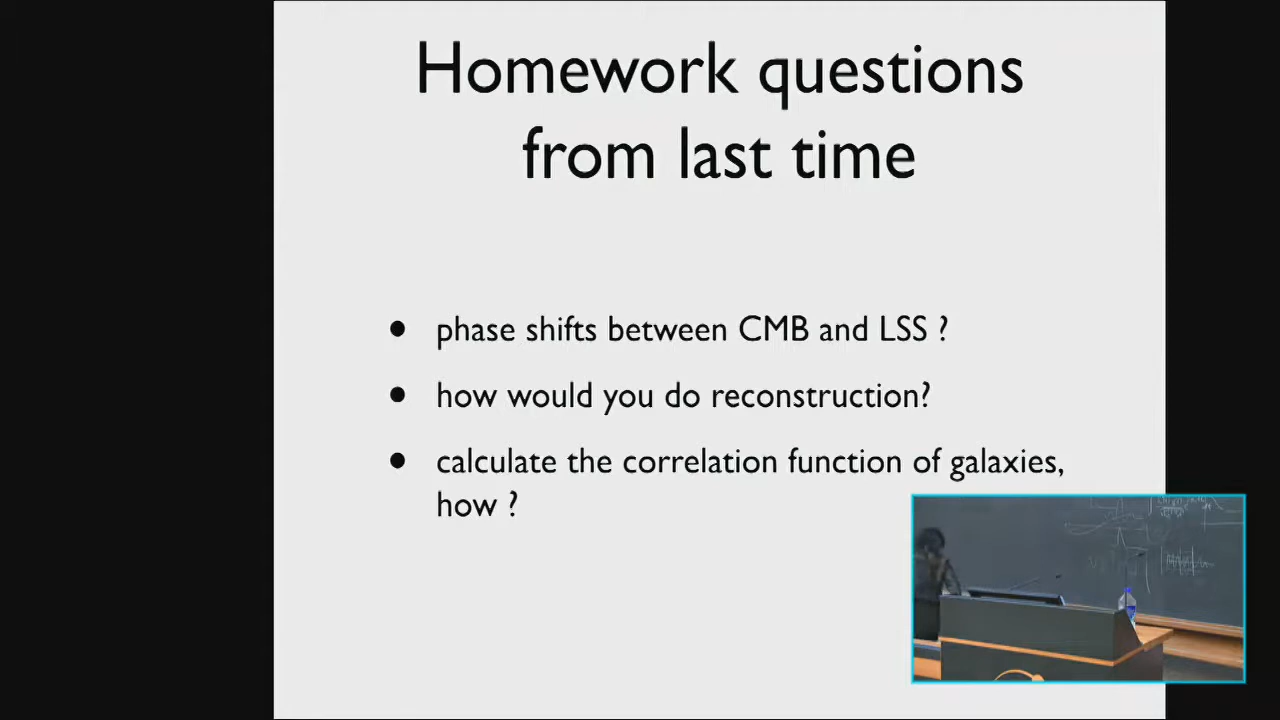 Homework questions
from last time
• phase shifts between CMB and LSS ?
• how would you do reconstruction?
• calculate the correlation function of galaxies,
how ?